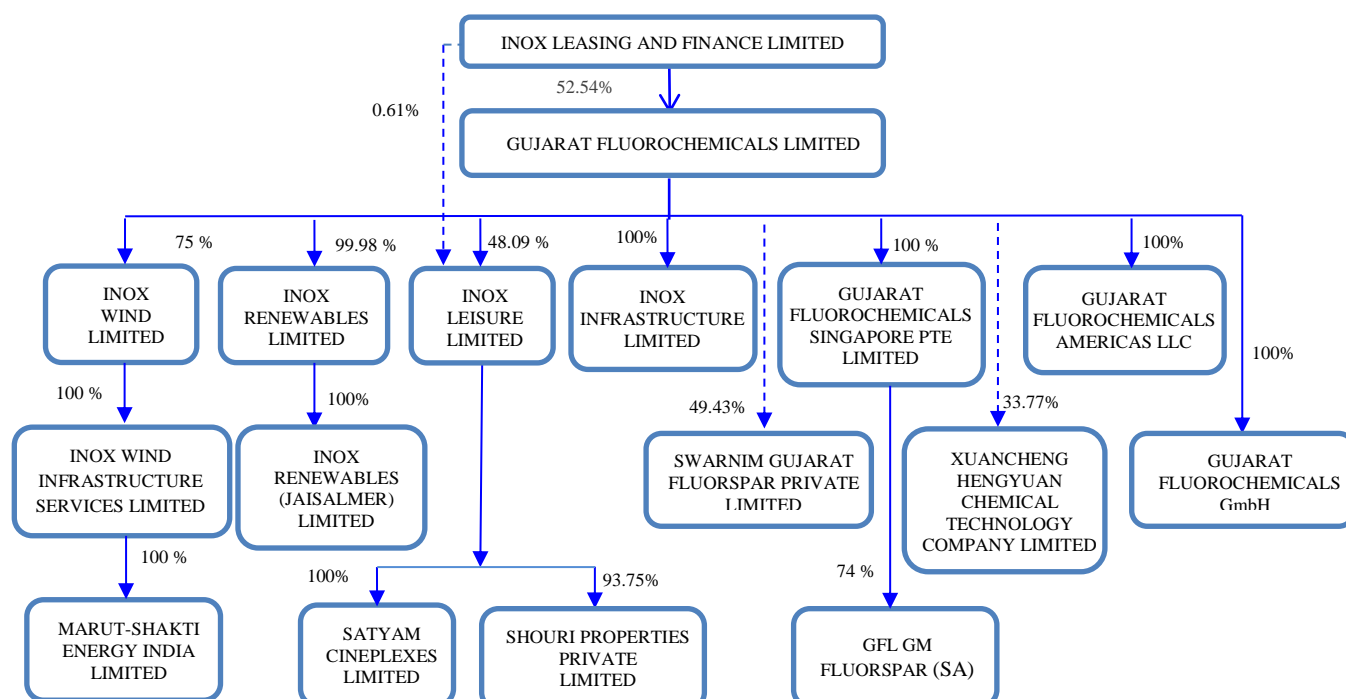 INOX LEASING AND FINANCE LIMITED
52.54%
0.61%
GUJARAT FLUOROCHEMICALS LIMITED
75 %
99.98 %
48.09 %
100%
100 %
100%
INOX
WIND
LIMITED
INOX
RENEWABLES
LIMITED
INOX
LEISURE
LIMITED
INOX
INFRASTRUCTURE
LIMITED
GUJARAT
FLUOROCHEMICALS
SINGAPORE PTE
LIMITED
GUJARAT
FLUOROCHEMICALS
AMERICAS LLC
100%
100 %
100%
49.43%
33.77%
INOX WIND
INFRASTRUCTURE
SERVICES LIMITED
INOX
RENEWABLES
(JAISALMER)
LIMITED
SWARNIM GUJARAT
FLUORSPAR PRIVATE
LIMITED
XUANCHENG
HENGYUAN
CHEMICAL
TECHNOLOGY
COMPANY LIMITED
GUJARAT
FLUOROCHEMICALS
GmbH
100 %
100%
93.75%
74 %
MARUT-SHAKTI
ENERGY INDIA
LIMITED
SATYAM
CINEPLEXES
LIMITED
SHOURI PROPERTIES
PRIVATE
LIMITED
GFL GM
FLUORSPAR (SA)